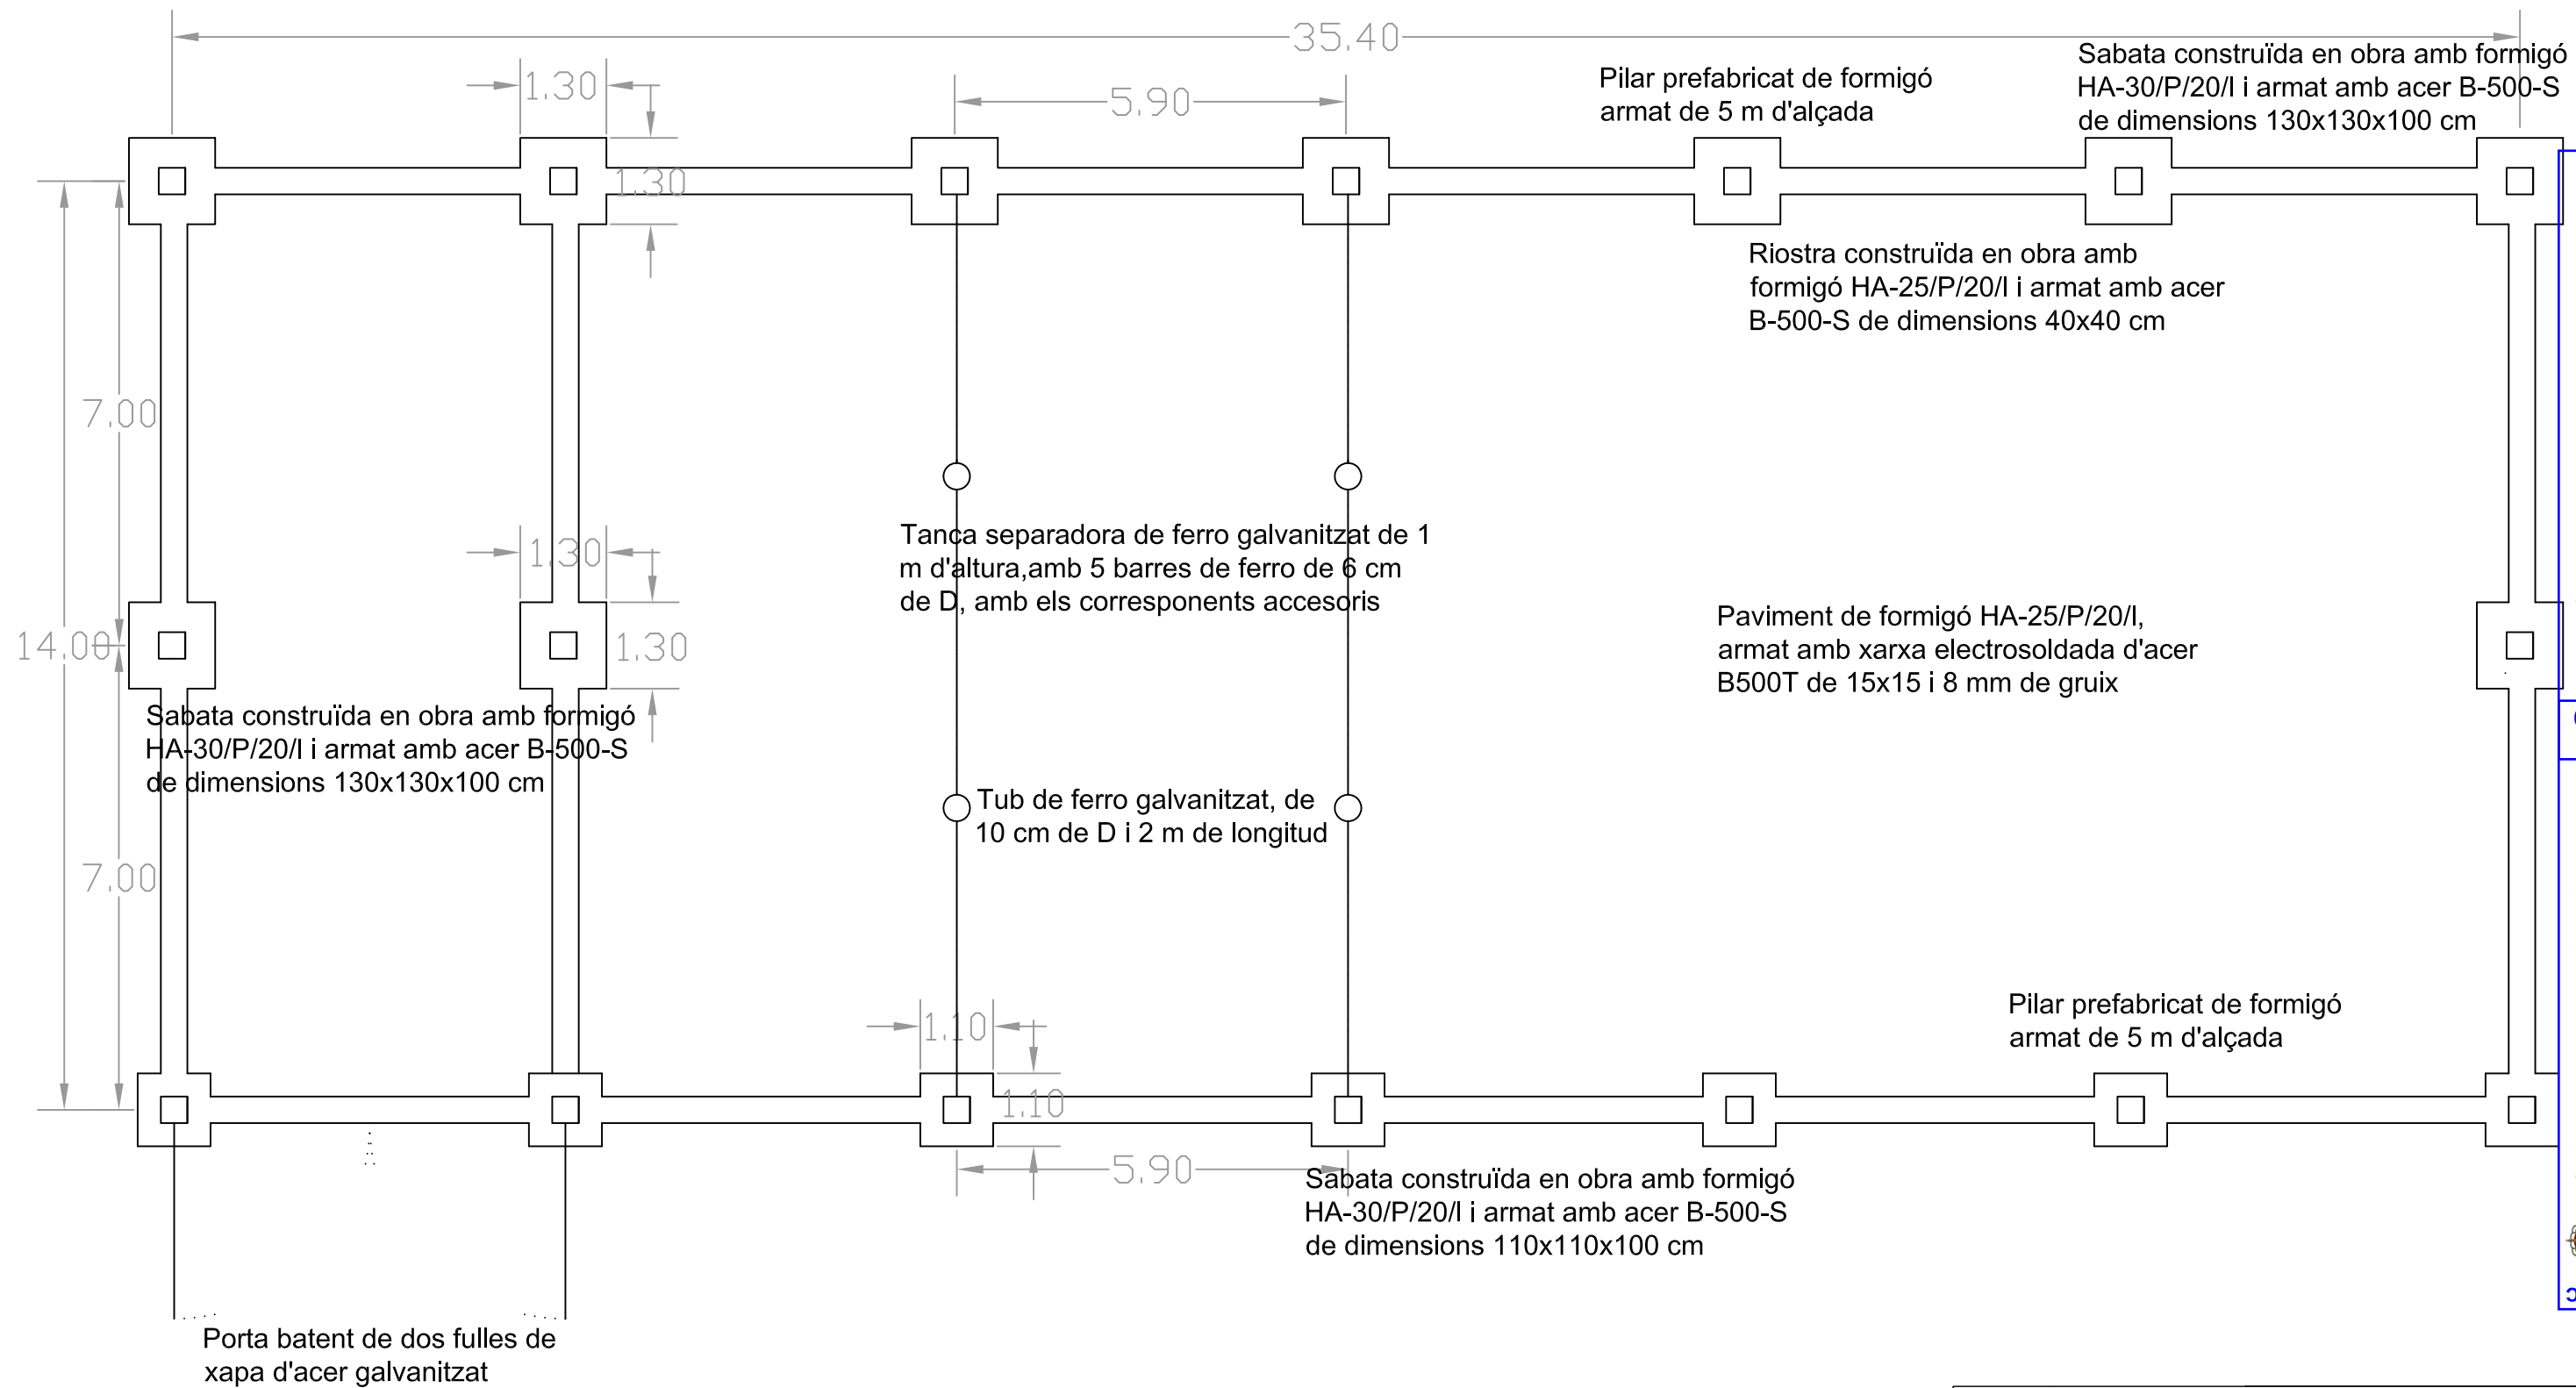 35.40
Sabata construïda en obra amb formigó
HA-30/P/20/I i armat amb acer B-500-S
de dimensions 130x130x100 cm
Pilar prefabricat de formigó
armat de 5 m d'alçada
1.30
5.90
1.30
Riostra construïda en obra amb
formigó HA-25/P/20/I i armat amb acer
B-500-S de dimensions 40x40 cm
7.00
Tanca separadora de ferro galvanitzat de 1
m d'altura,amb 5 barres de ferro de 6 cm
de D, amb els corresponents accesoris
1.30
1.30
14.00
Paviment de formigó HA-25/P/20/I,
armat amb xarxa electrosoldada d'acer
B500T de 15x15 i 8 mm de gruix
Sabata construïda en obra amb formigó
HA-30/P/20/I i armat amb acer B-500-S
de dimensions 130x130x100 cm
Tub de ferro galvanitzat, de
10 cm de D i 2 m de longitud
7.00
Pilar prefabricat de formigó
armat de 5 m d'alçada
1.10
1.10
5.90
Sabata construïda en obra amb formigó
HA-30/P/20/I i armat amb acer B-500-S
de dimensions 110x110x100 cm
Porta batent de dos fulles de
xapa d'acer galvanitzat